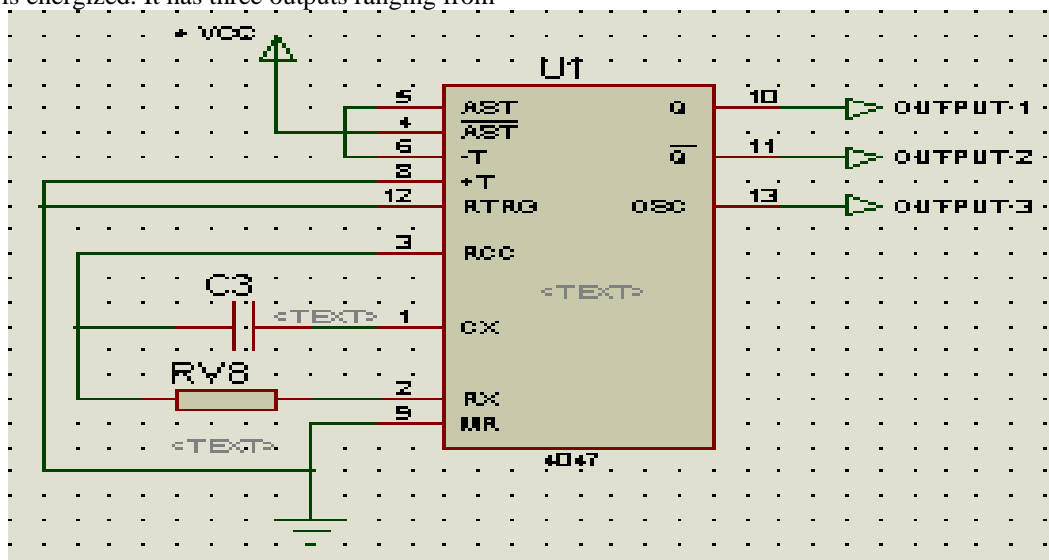 is energized. It has three outputs ranging from
+ VCC
U1
5 AST
4 AST
6 -T
8 +T
12 RTRG
3 RCC
1 CX
2 RX
9 MR
Q 10 OUTPUT-1
Q 11 OUTPUT-2
OSC 13 OUTPUT-3
<TEXT>
C3
<TEXT>
RV8
<TEXT>
4047